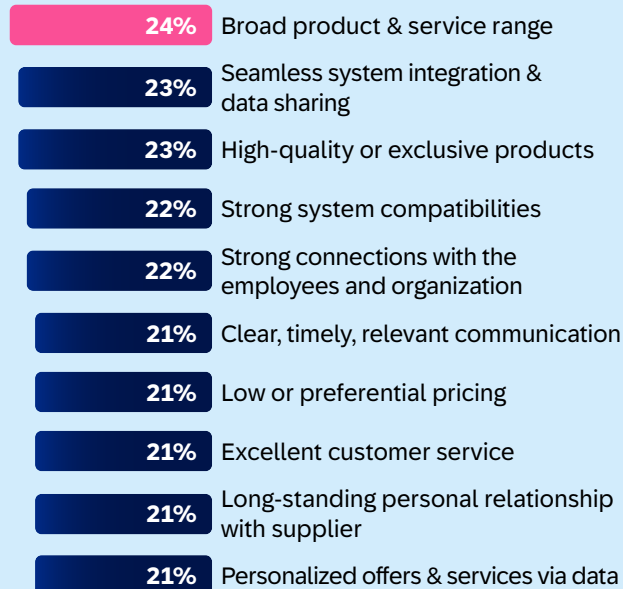 24% Broad product & service range
Seamless system integration &
23%
data sharing
23% High-quality or exclusive products
22% Strong system compatibilities
Strong connections with the
22%
employees and organization
21% Clear, timely, relevant communication
21% Low or preferential pricing
21% Excellent customer service
Long-standing personal relationship
21%
with supplier
21% Personalized offers & services via data